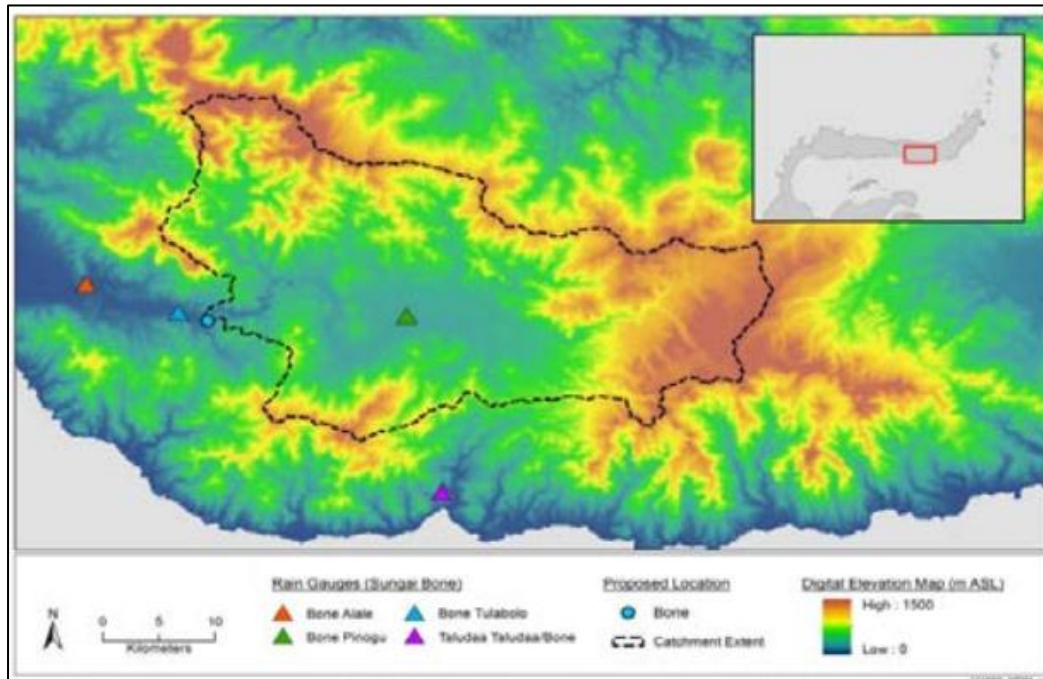 Rain Gauges (Sungai Bone)
Bone Alale
Bone Tulabolo
Bone Pinogu
Taludaa Taludaa/Bone
Proposed Location
Bone
Catchment Extent
Digital Elevation Map (m ASL)
High : 1500
Low : 0
N
0 5 10
Kilometers